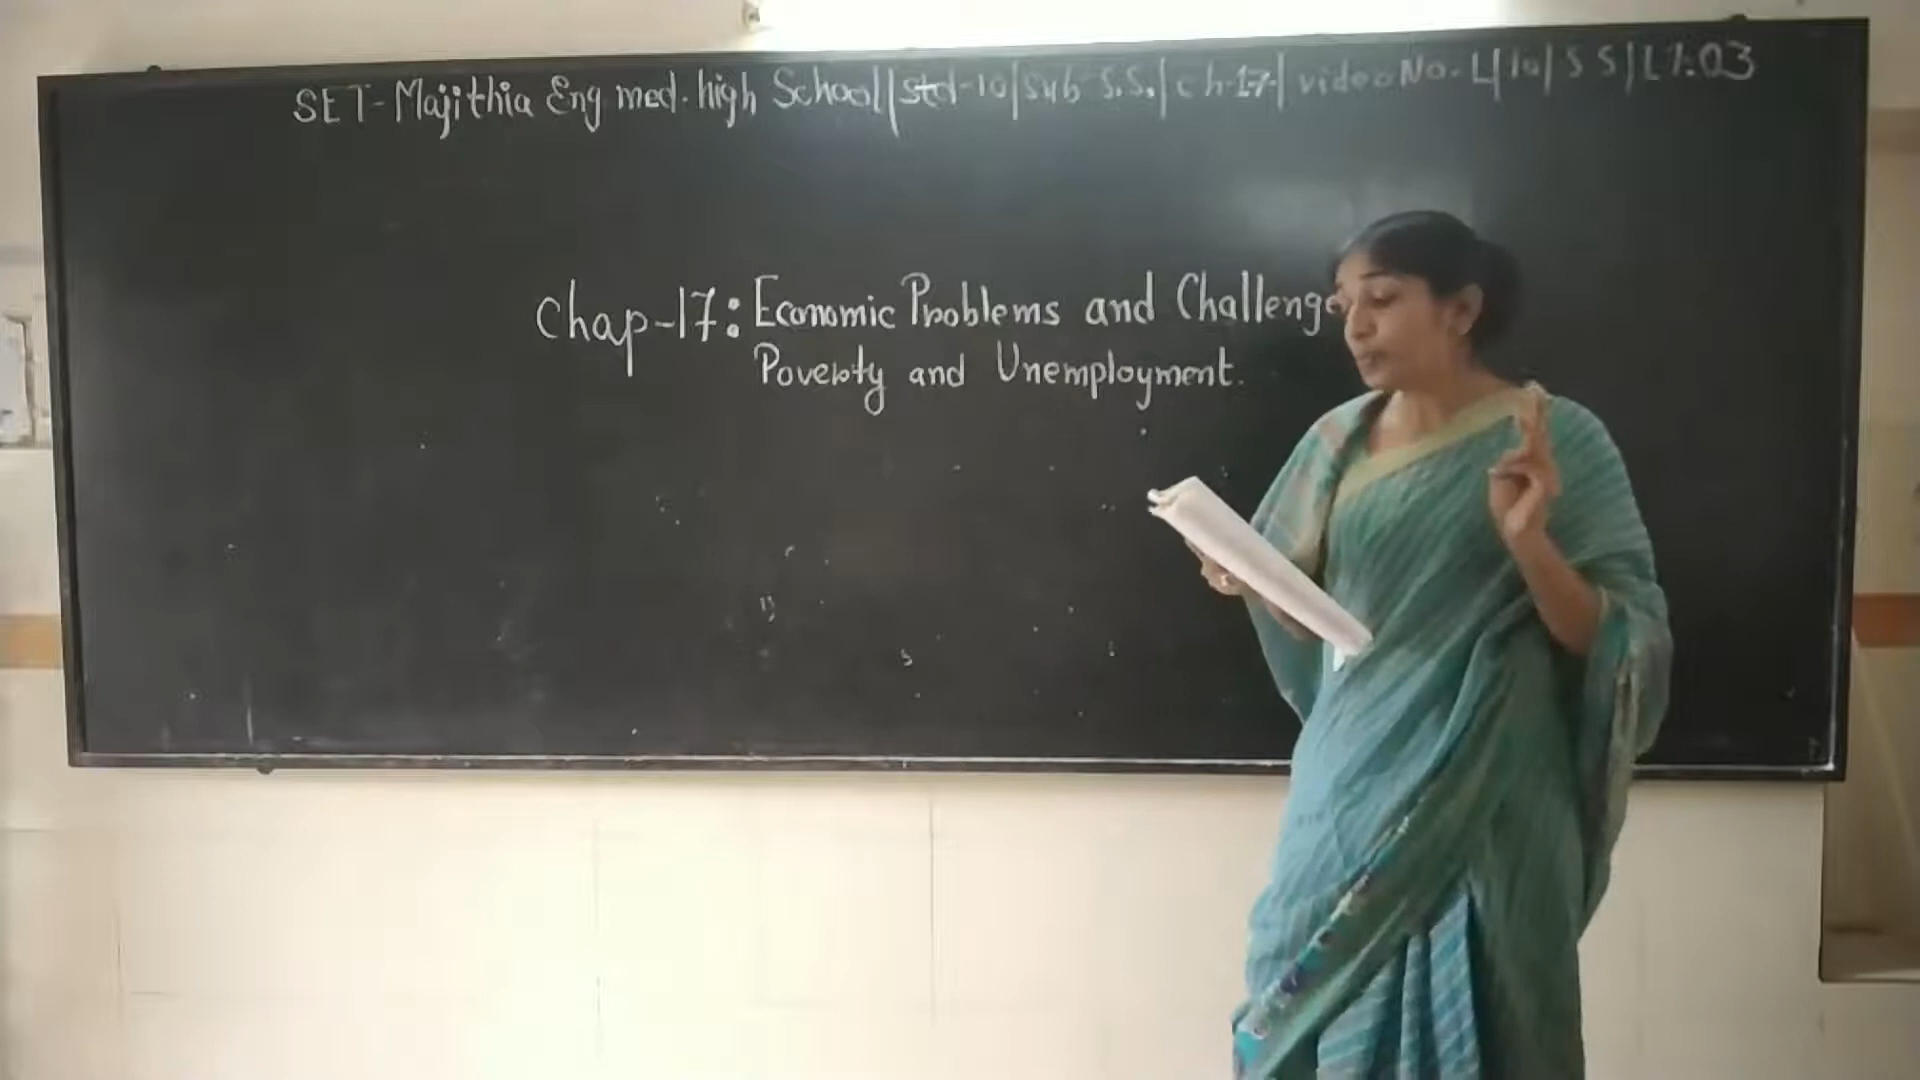 SET-Majithia Eng med. high School|Std-10|Sub S.S.|ch-17-|video No.-4|10|SS|L7.03
Chap-17: Economic Problems and Challenge
Poverty and Unemployment.